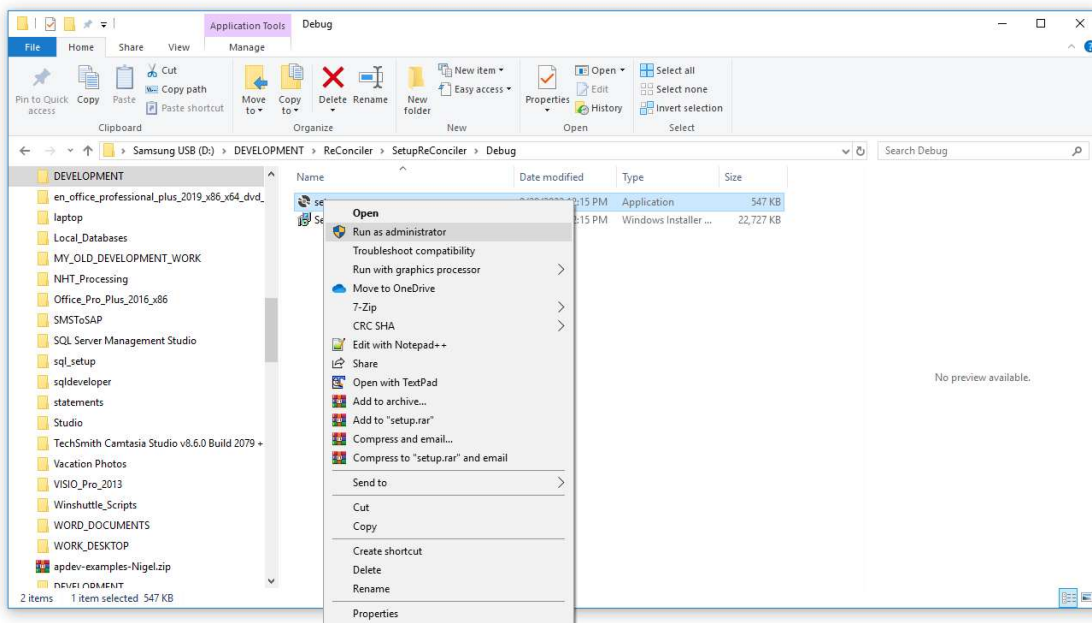 Application Tools Debug
File Home Share View Manage
Pin to Quick access
Copy
Paste
Cut
Copy path
Paste shortcut
Clipboard
Move to
Copy to
Delete
Rename
Organize
New folder
New item
Easy access
New
Properties
Open
Edit
History
Open
Select all
Select none
Invert selection
Select
Samsung USB (D:) > DEVELOPMENT > ReConciler > SetupReConciler > Debug
Search Debug
DEVELOPMENT
en_office_professional_plus_2019_x86_x64_dvd_
laptop
Local_Databases
MY_OLD_DEVELOPMENT_WORK
NHT_Processing
Office_Pro_Plus_2016_x86
SMSToSAP
SQL Server Management Studio
sql_setup
sqldeveloper
statements
Studio
TechSmith Camtasia Studio v8.6.0 Build 2079 +
Vacation Photos
VISIO_Pro_2013
Winshuttle_Scripts
WORD_DOCUMENTS
WORK_DESKTOP
apdev-examples-Nigel.zip
DEVELOPMENT
Name Date modified Type Size
Application 547 KB
:15 PM Windows Installer ... 22,727 KB
Open
Run as administrator
Troubleshoot compatibility
Run with graphics processor
Move to OneDrive
7-Zip
CRC SHA
Edit with Notepad++
Share
Open with TextPad
Add to archive...
Add to "setup.rar"
Compress and email...
Compress to "setup.rar" and email
Send to
Cut
Copy
Create shortcut
Delete
Rename
Properties
No preview available.
2 items 1 item selected 547 KB